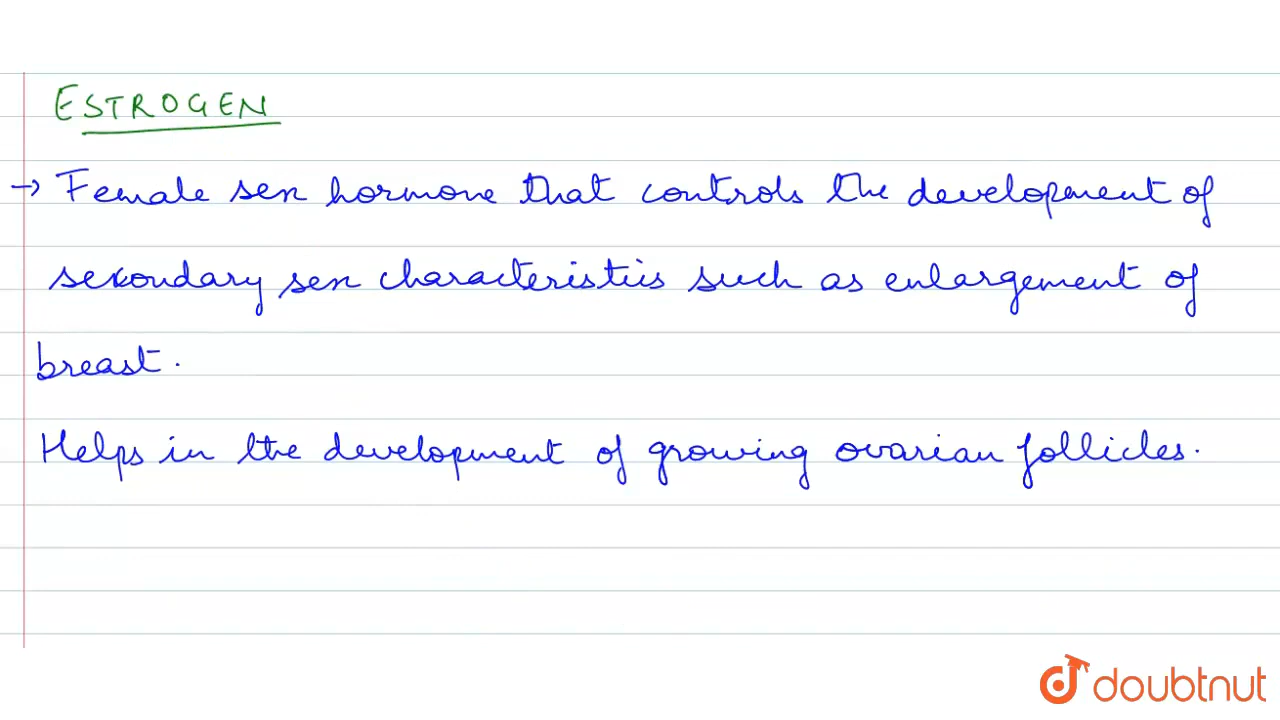 ESTROGEN
→ Female sex hormone that controls the development of
secondary sex characteristics such as enlargement of
breast.
Helps in the development of growing ovarian follicles.
doubtnut